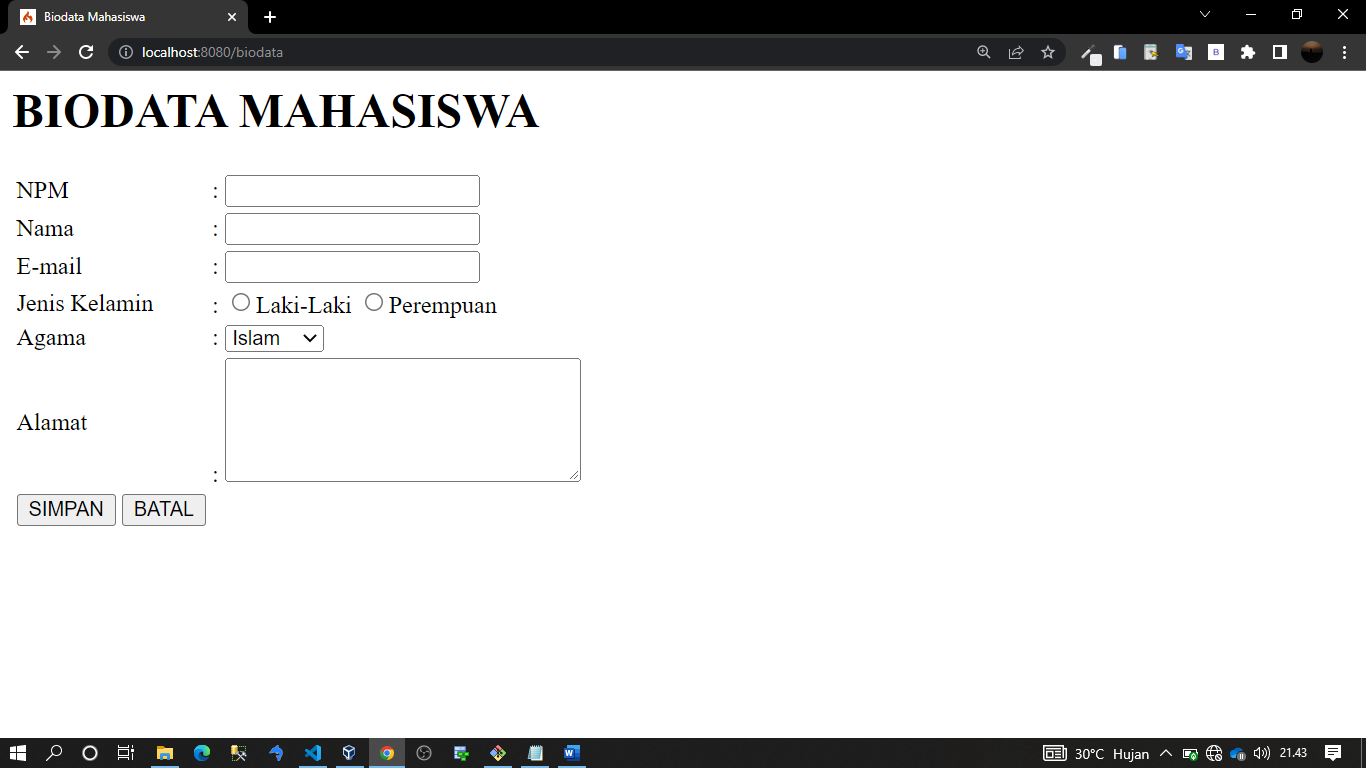 Biodata Mahasiswa
localhost:8080/biodata
BIODATA MAHASISWA
NPM :
Nama :
E-mail :
Jenis Kelamin : Laki-Laki Perempuan
Agama : Islam
Alamat :
SIMPAN BATAL
30°C Hujan 21.43